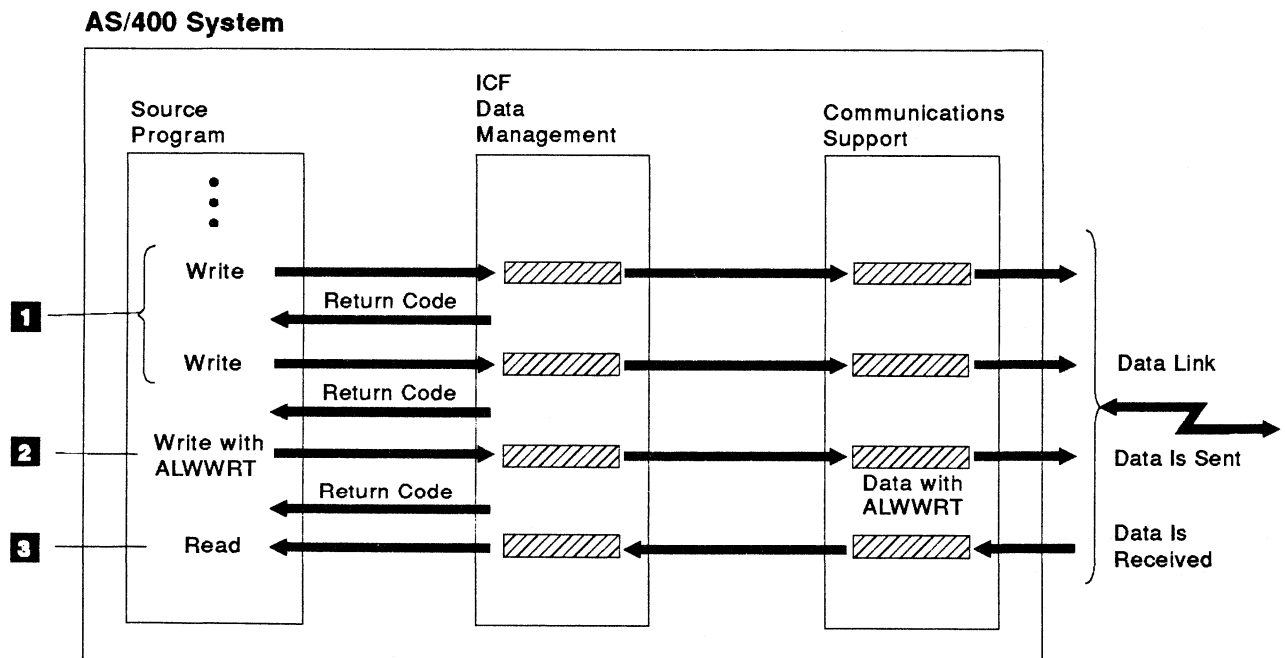 AS/400 System
Source
Program
ICF
Data
Management
Communications
Support
1
Write
Return Code
Write
Return Code
2
Write with
ALWWRT
Return Code
Data with
ALWWRT
3
Read
Data Link
Data Is Sent
Data Is
Received